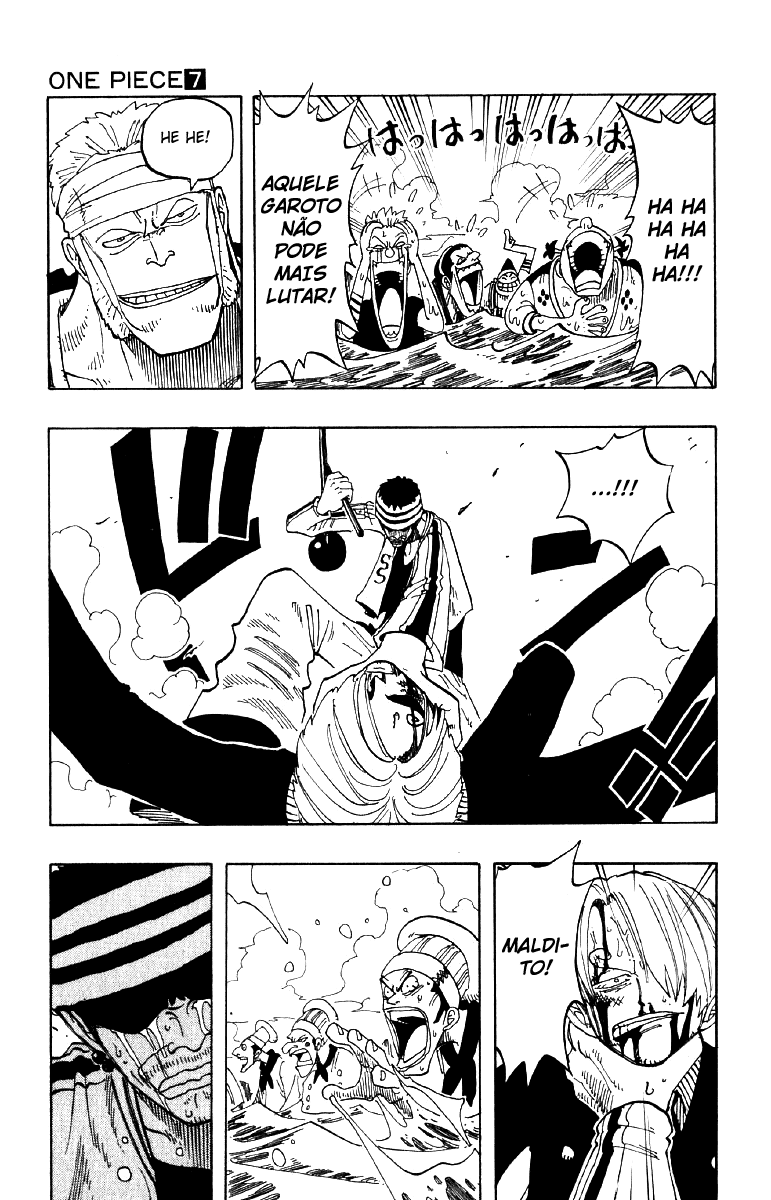 ONE PIECE 7
HA HA
HA HA
HA
HA!!!
はっはっはっはっは
AQUELE
GAROTO
NÃO
PODE
MAIS
LUTAR!
HE HE!
...!!!
SS
MALDI-
TO!